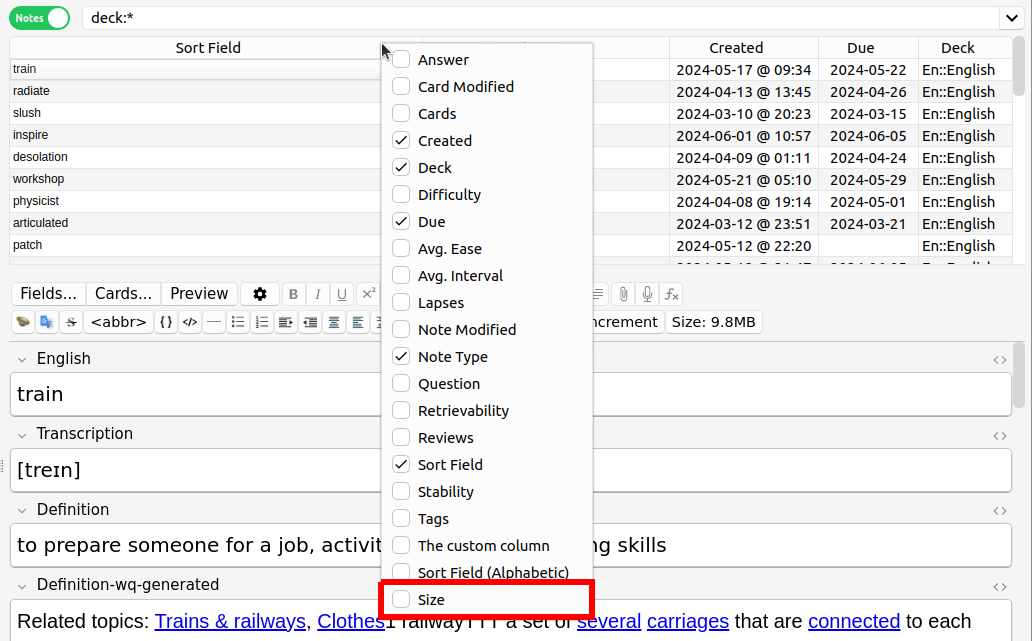 Notes deck:*
Sort Field Created Due Deck
train 2024-05-17 @ 09:34 2024-05-22 En::English
radiate 2024-04-13 @ 13:45 2024-04-26 En::English
slush 2024-03-10 @ 20:23 2024-03-15 En::English
inspire 2024-06-01 @ 10:57 2024-06-05 En::English
desolation 2024-04-09 @ 01:11 2024-04-24 En::English
workshop 2024-05-21 @ 05:10 2024-05-29 En::English
physicist 2024-04-08 @ 19:14 2024-05-01 En::English
articulated 2024-03-12 @ 23:51 2024-03-21 En::English
patch 2024-05-12 @ 22:20 En::English
Answer
Card Modified
Cards
Created
Deck
Difficulty
Due
Avg. Ease
Avg. Interval
Lapses
Note Modified
Note Type
Question
Retrievability
Reviews
Sort Field
Stability
Tags
The custom column
Sort Field (Alphabetic)
Size
Fields... Cards... Preview B I U x² fx
S <abbr> {} </> ncrement Size: 9.8MB
English <>
train
Transcription <>
[treɪn]
Definition <>
to prepare someone for a job, activit ng skills
Definition-wq-generated <>
Related topics: Trains & railways, Clothes railway a set of several carriages that are connected to each